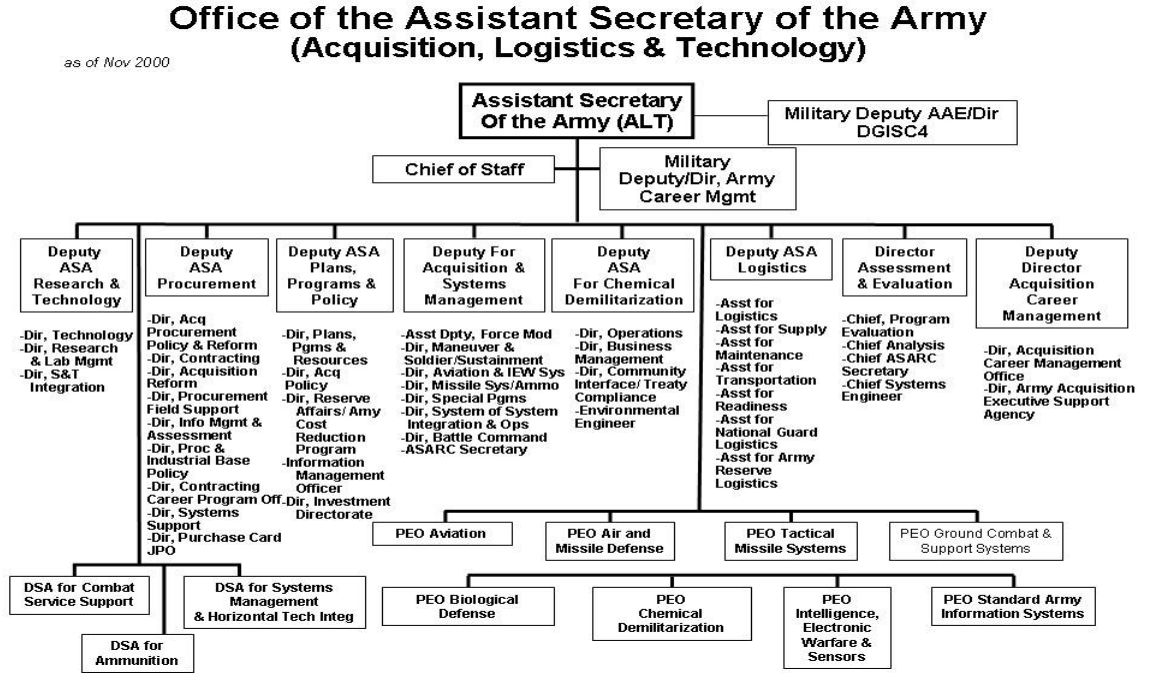 Office of the Assistant Secretary of the Army
(Acquisition, Logistics & Technology)
as of Nov 2000
Assistant Secretary
Of the Army (ALT)
Military Deputy AAE/Dir
DGISC4
Chief of Staff
Military
Deputy/Dir, Army
Career Mgmt
Deputy
ASA
Research &
Technology
-Dir, Technology
-Dir, Research
& Lab Mgmt
-Dir, S&T
Integration
Deputy
ASA
Procurement
-Dir, Acq
Procurement
Policy & Reform
-Dir, Contracting
-Dir, Acquisition
Reform
-Dir, Procurement
Field Support
-Dir, Info Mgmt &
Assessment
-Dir, Proc &
Industrial Base
Policy
-Dir, Contracting
Career Program Off.
-Dir, Systems
Support
-Dir, Purchase Card
JPO
Deputy ASA
Plans,
Programs &
Policy
-Dir, Plans,
Pgms &
Resources
-Dir, Acq
Policy
-Dir, Reserve
Affairs/ Amy
Cost
Reduction
Program
-Information
Management
Officer
-Dir, Investment
Directorate
Deputy For
Acquisition &
Systems
Management
-Asst Dpty, Force Mod
-Dir, Maneuver &
Soldier/Sustainment
-Dir, Aviation & IEW Sys
-Dir, Missile Sys/Ammo
-Dir, Special Pgms
-Dir, System of System
Integration & Ops
-Dir, Battle Command
-ASARC Secretary
Deputy
ASA
For Chemical
Demilitarization
-Dir, Operations
-Dir, Business
Management
-Dir, Community
Interface/ Treaty
Compliance
-Environmental
Engineer
Deputy ASA
Logistics
-Asst for
Logistics
-Asst for Supply
-Asst for
Maintenance
-Asst for
Transportation
-Asst for
Readiness
-Asst for
National Guard
Logistics
-Asst for Army
Reserve
Logistics
Director
Assessment
& Evaluation
-Chief, Program
Evaluation
-Chief Analysis
-Chief ASARC
Secretary
-Chief Systems
Engineer
Deputy
Director
Acquisition
Career
Management
-Dir, Acquisition
Career Management
Office
-Dir, Army Acquisition
Executive Support
Agency
PEO Aviation
PEO Air and
Missile Defense
PEO Tactical
Missile Systems
PEO Ground Combat &
Support Systems
DSA for Combat
Service Support
DSA for Systems
Management
& Horizontal Tech Integ
DSA for
Ammunition
PEO Biological
Defense
PEO
Chemical
Demilitarization
PEO
Intelligence,
Electronic
Warfare &
Sensors
PEO Standard Army
Information Systems